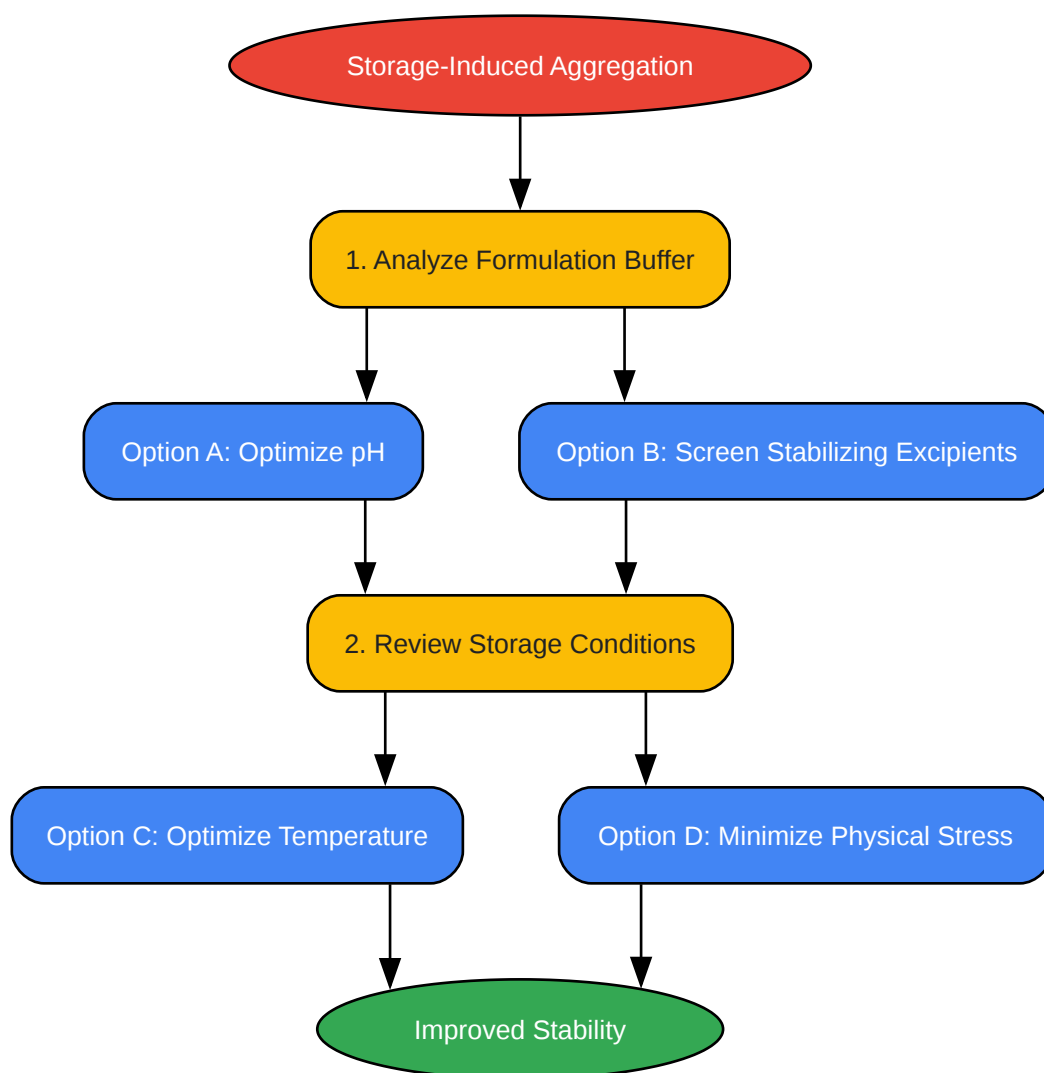 Storage-Induced Aggregation
1. Analyze Formulation Buffer
Option A: Optimize pH
Option B: Screen Stabilizing Excipients
2. Review Storage Conditions
Option C: Optimize Temperature
Option D: Minimize Physical Stress
Improved Stability